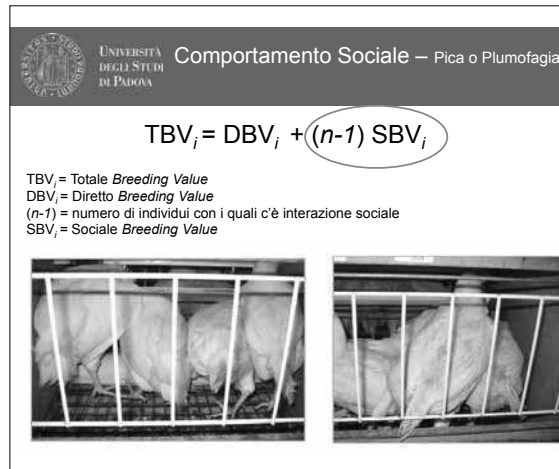 UNIVERSITÀ
DEGLI STUDI
DI PADOVA
Comportamento Sociale – Pica o Plumofagia
TBVi = DBVi + (n-1) SBVi
TBVi = Totale Breeding Value
DBVi = Diretto Breeding Value
(n-1) = numero di individui con i quali c'è interazione sociale
SBVi = Sociale Breeding Value